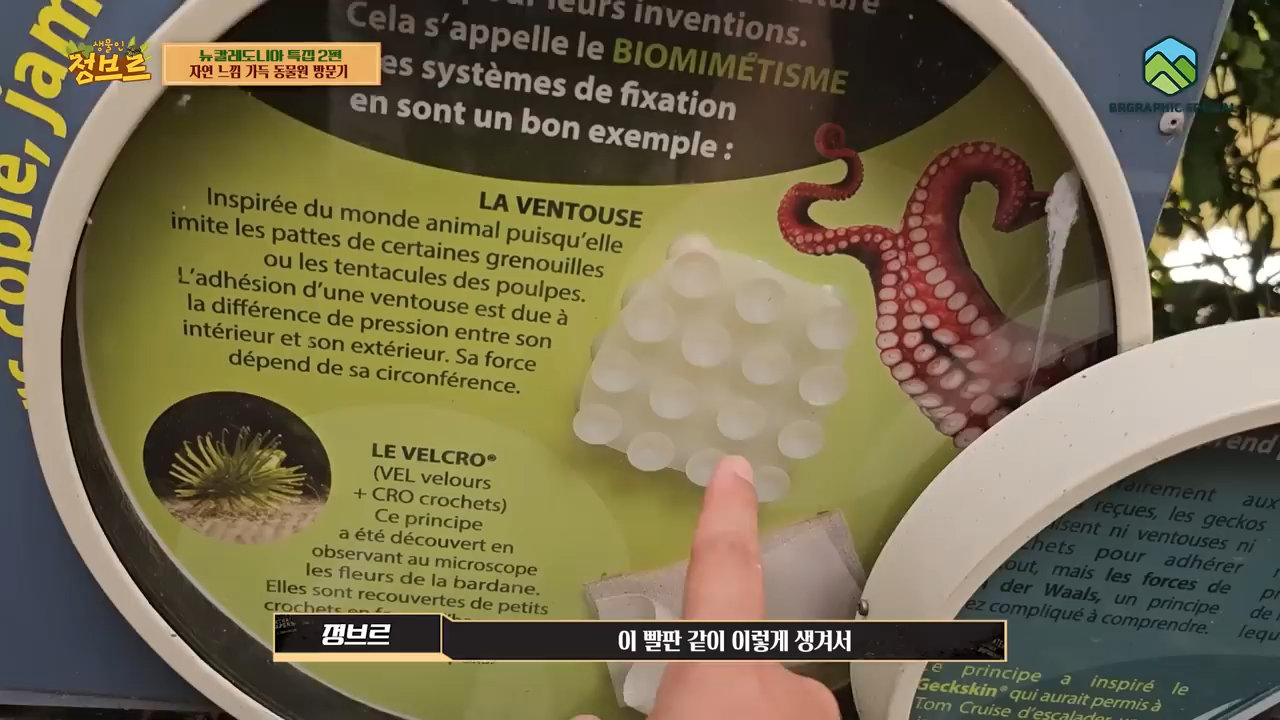 생물인
점브르
뉴칼레도니아 특집 2편
자연 느낌 가득 동물원 방문기
leurs inventions.
Cela s'appelle le BIOMIMÉTISME
es systèmes de fixation
en sont un bon exemple :
LA VENTOUSE
Inspirée du monde animal puisqu'elle
imite les pattes de certaines grenouilles
ou les tentacules des poulpes.
L'adhésion d'une ventouse est due à
la différence de pression entre son
intérieur et son extérieur. Sa force
dépend de sa circonférence.
LE VELCRO®
(VEL velours
+ CRO crochets)
Ce principe
a été découvert en
observant au microscope
les fleurs de la bardane.
Elles sont recouvertes de petits
crochets en
airement aux
reçues, les geckos
isent ni ventouses ni
chets pour adhérer
out, mais les forces de
der Waals, un principe
ez compliqué à comprendre.
Ce principe a inspiré le
Geckskin® qui aurait permis à
Tom Cruise d'escalader
copie, jam
쪔브르
이 빨판 같이 이렇게 생겨서